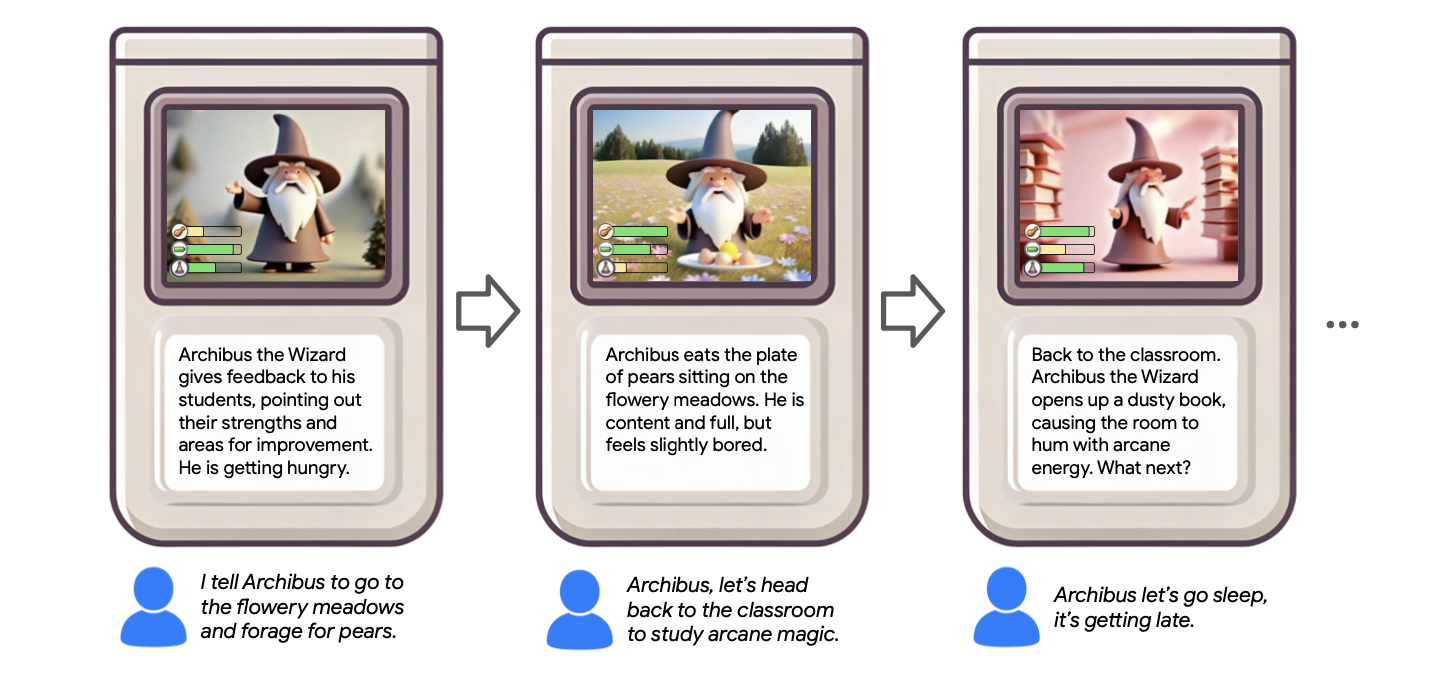 Archibus the Wizard
gives feedback to his
students, pointing out
their strengths and
areas for improvement.
He is getting hungry.
I tell Archibus to go to
the flowery meadows
and forage for pears.
Archibus eats the plate
of pears sitting on the
flowery meadows. He is
content and full, but
feels slightly bored.
Archibus, let’s head
back to the classroom
to study arcane magic.
Back to the classroom.
Archibus the Wizard
opens up a dusty book,
causing the room to
hum with arcane
energy. What next?
Archibus let’s go sleep,
it’s getting late.
...